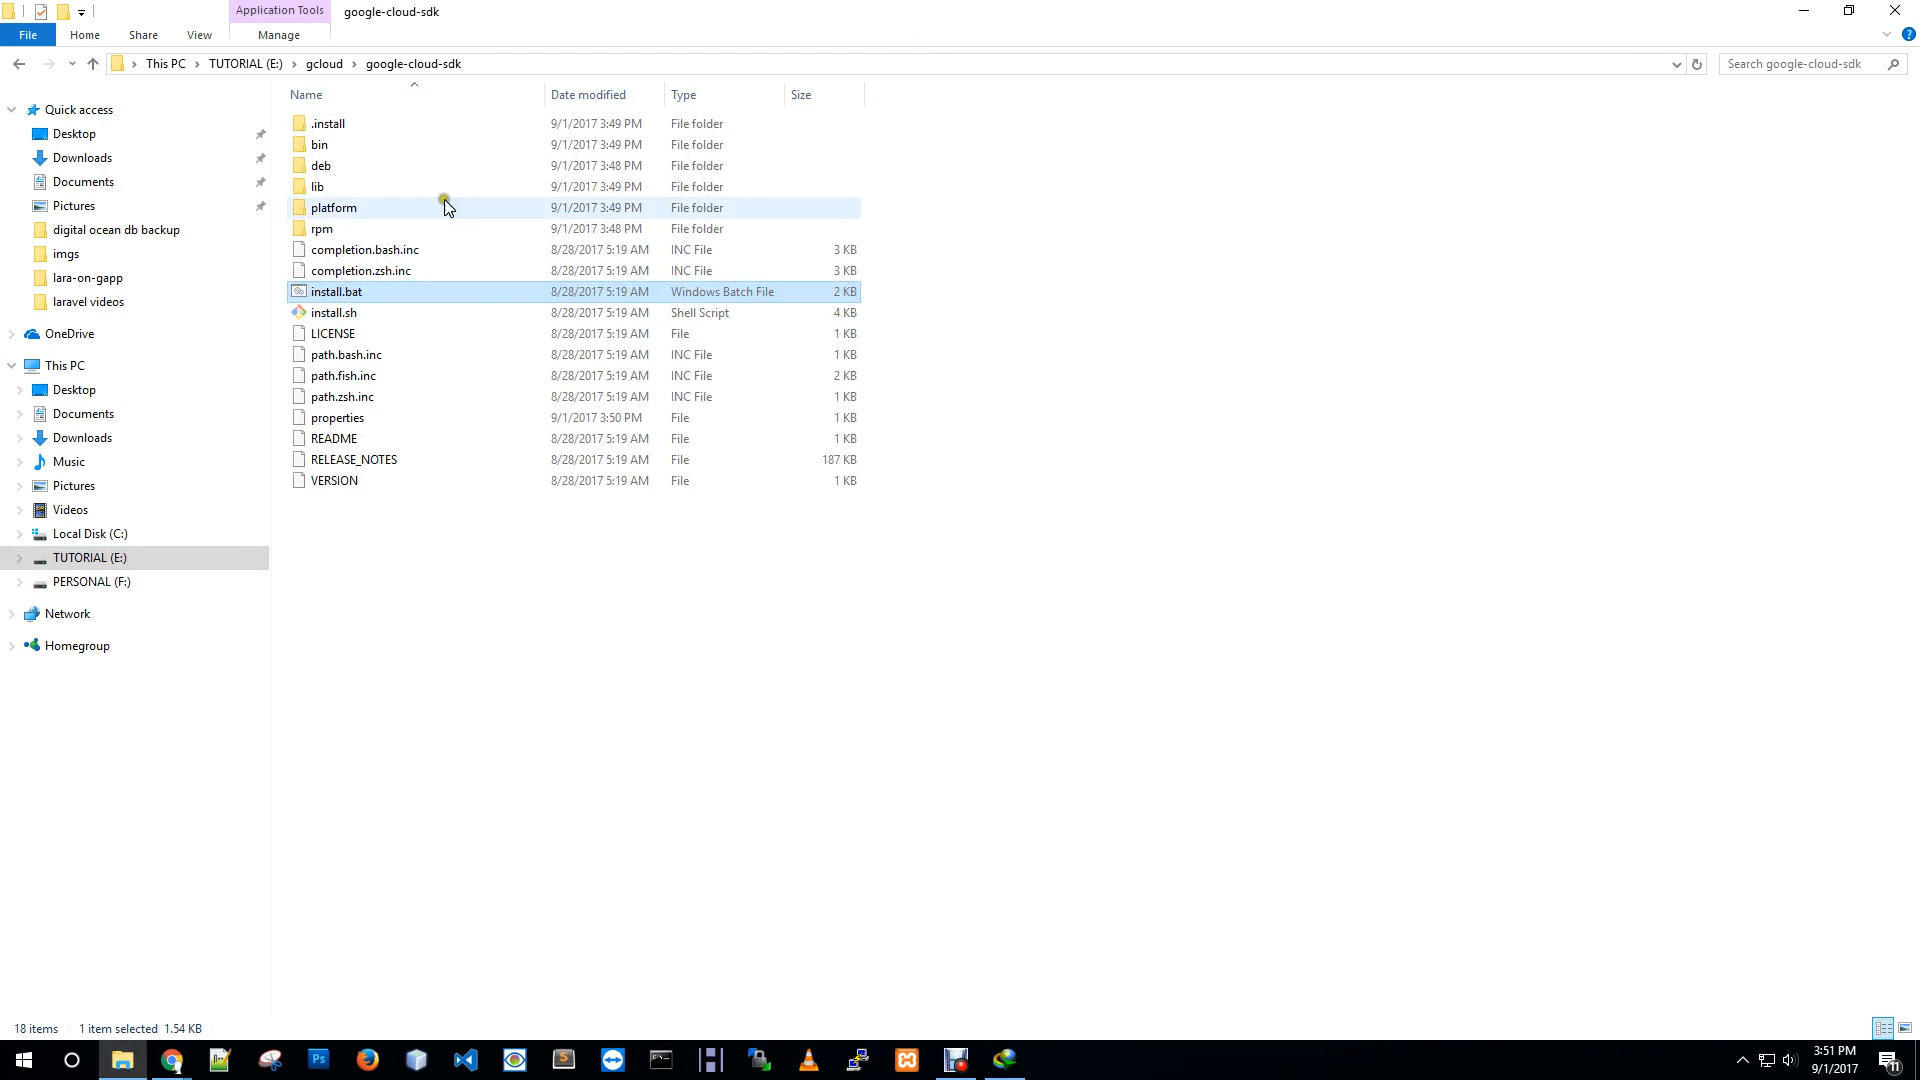 Application Tools google-cloud-sdk
File Home Share View Manage
This PC TUTORIAL (E:) gcloud google-cloud-sdk Search google-cloud-sdk
Name Date modified Type Size
Quick access
Desktop
Downloads
Documents
Pictures
digital ocean db backup
imgs
lara-on-gapp
laravel videos
OneDrive
This PC
Desktop
Documents
Downloads
Music
Pictures
Videos
Local Disk (C:)
TUTORIAL (E:)
PERSONAL (F:)
Network
Homegroup
.install 9/1/2017 3:49 PM File folder
bin 9/1/2017 3:49 PM File folder
deb 9/1/2017 3:48 PM File folder
lib 9/1/2017 3:49 PM File folder
platform 9/1/2017 3:49 PM File folder
rpm 9/1/2017 3:48 PM File folder
completion.bash.inc 8/28/2017 5:19 AM INC File 3 KB
completion.zsh.inc 8/28/2017 5:19 AM INC File 3 KB
install.bat 8/28/2017 5:19 AM Windows Batch File 2 KB
install.sh 8/28/2017 5:19 AM Shell Script 4 KB
LICENSE 8/28/2017 5:19 AM File 1 KB
path.bash.inc 8/28/2017 5:19 AM INC File 1 KB
path.fish.inc 8/28/2017 5:19 AM INC File 2 KB
path.zsh.inc 8/28/2017 5:19 AM INC File 1 KB
properties 9/1/2017 3:50 PM File 1 KB
README 8/28/2017 5:19 AM File 1 KB
RELEASE_NOTES 8/28/2017 5:19 AM File 187 KB
VERSION 8/28/2017 5:19 AM File 1 KB
18 items 1 item selected 1.54 KB
Ps S 3:51 PM
9/1/2017 11